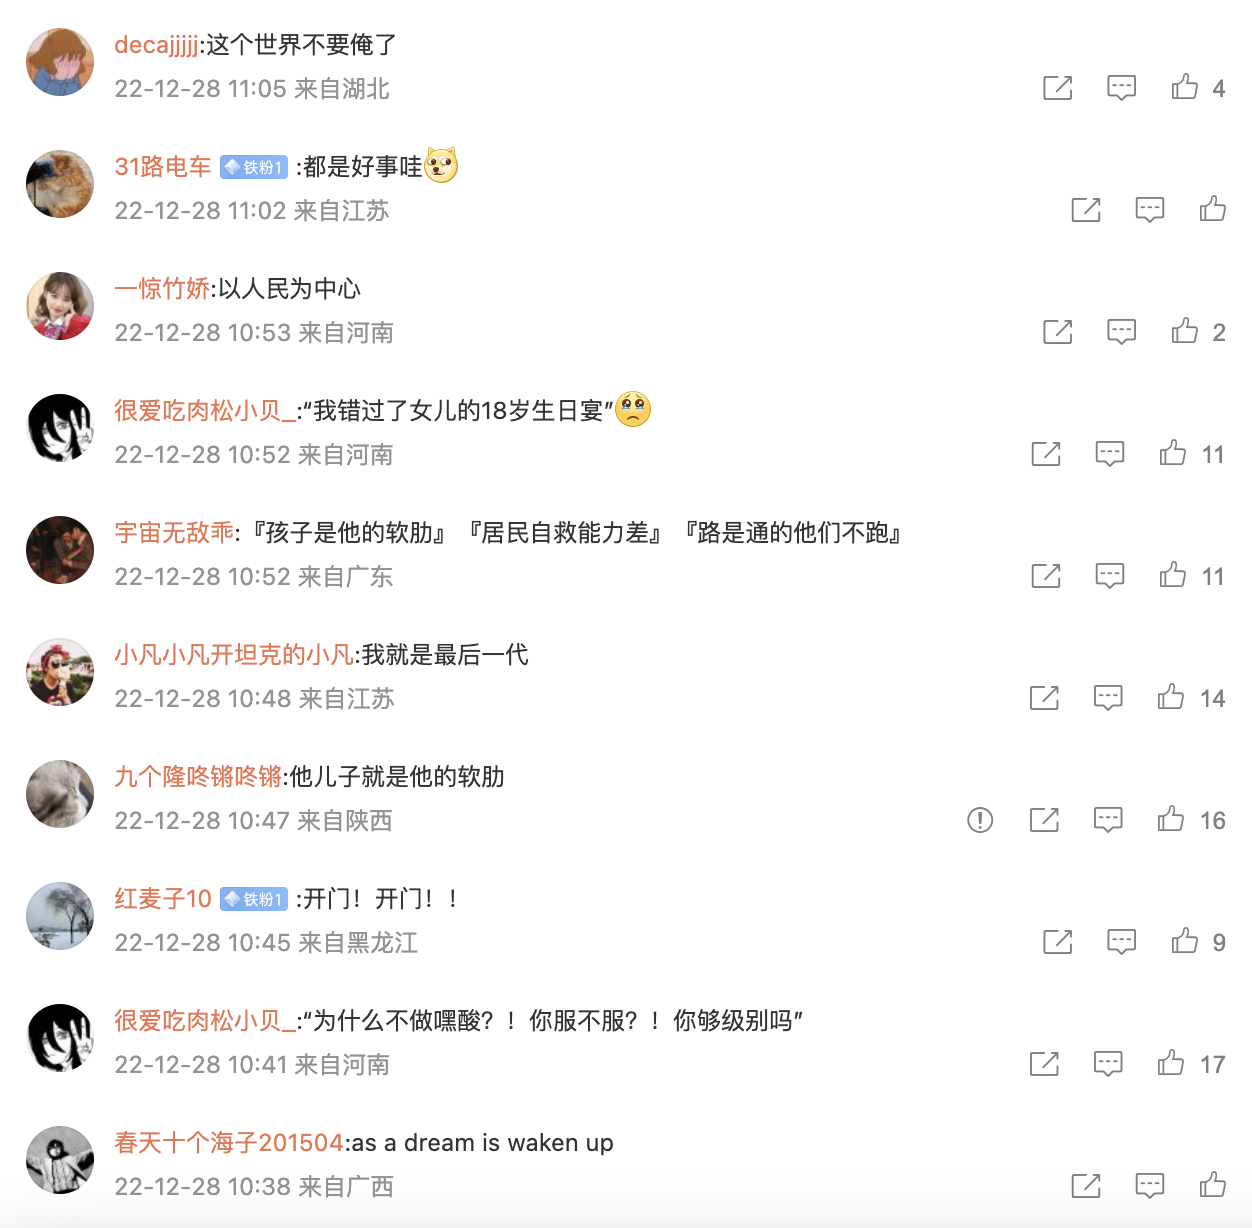 decajjjjj:这个世界不要俺了
22-12-28 11:05 来自湖北
4
31路电车 铁粉1 :都是好事哇
22-12-28 11:02 来自江苏
一惊竹娇:以人民为中心
22-12-28 10:53 来自河南
2
很爱吃肉松小贝_:“我错过了女儿的18岁生日宴”
22-12-28 10:52 来自河南
11
宇宙无敌乖:『孩子是他的软肋』『居民自救能力差』『路是通的他们不跑』
22-12-28 10:52 来自广东
11
小凡小凡开坦克的小凡:我就是最后一代
22-12-28 10:48 来自江苏
14
九个隆咚锵咚锵:他儿子就是他的软肋
22-12-28 10:47 来自陕西
16
红麦子10 铁粉1 :开门！开门！！
22-12-28 10:45 来自黑龙江
9
很爱吃肉松小贝_:“为什么不做嘿酸？！你服不服？！你够级别吗”
22-12-28 10:41 来自河南
17
春天十个海子201504:as a dream is waken up
22-12-28 10:38 来自广西